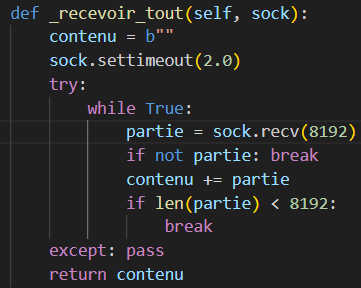 def _recevoir_tout(self, sock):
    contenu = b""
    sock.settimeout(2.0)
    try:
        while True:
            partie = sock.recv(8192)
            if not partie: break
            contenu += partie
            if len(partie) < 8192:
                break
    except: pass
    return contenu